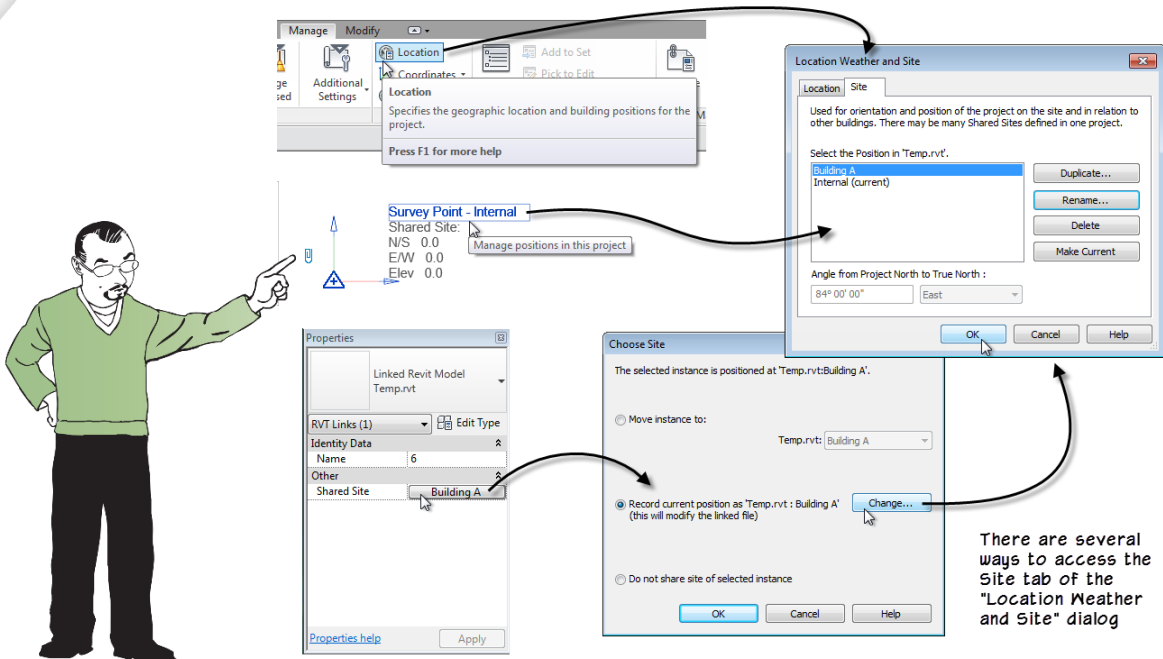 Manage Modify
Location
Add to Set
Coordinates
Pick to Edit
Additional
Settings
ge
sed
Location
Specifies the geographic location and building positions for the
project.
Press F1 for more help
M
Survey Point - Internal
Shared Site:
N/S 0.0
E/W 0.0
Elev 0.0
Manage positions in this project
Location Weather and Site
Location Site
Used for orientation and position of the project on the site and in relation to
other buildings. There may be many Shared Sites defined in one project.
Select the Position in 'Temp.rvt'.
Building A
Internal (current)
Duplicate...
Rename...
Delete
Make Current
Angle from Project North to True North :
84° 00' 00" East
OK Cancel Help
Properties
Linked Revit Model
Temp.rvt
RVT Links (1) Edit Type
Identity Data
Name 6
Other
Shared Site Building A
Properties help Apply
Choose Site
The selected instance is positioned at 'Temp.rvt:Building A'.
Move instance to:
Temp.rvt: Building A
Record current position as 'Temp.rvt : Building A' Change...
(this will modify the linked file)
Do not share site of selected instance
OK Cancel Help
There are several
ways to access the
Site tab of the
"Location Weather
and Site" dialog